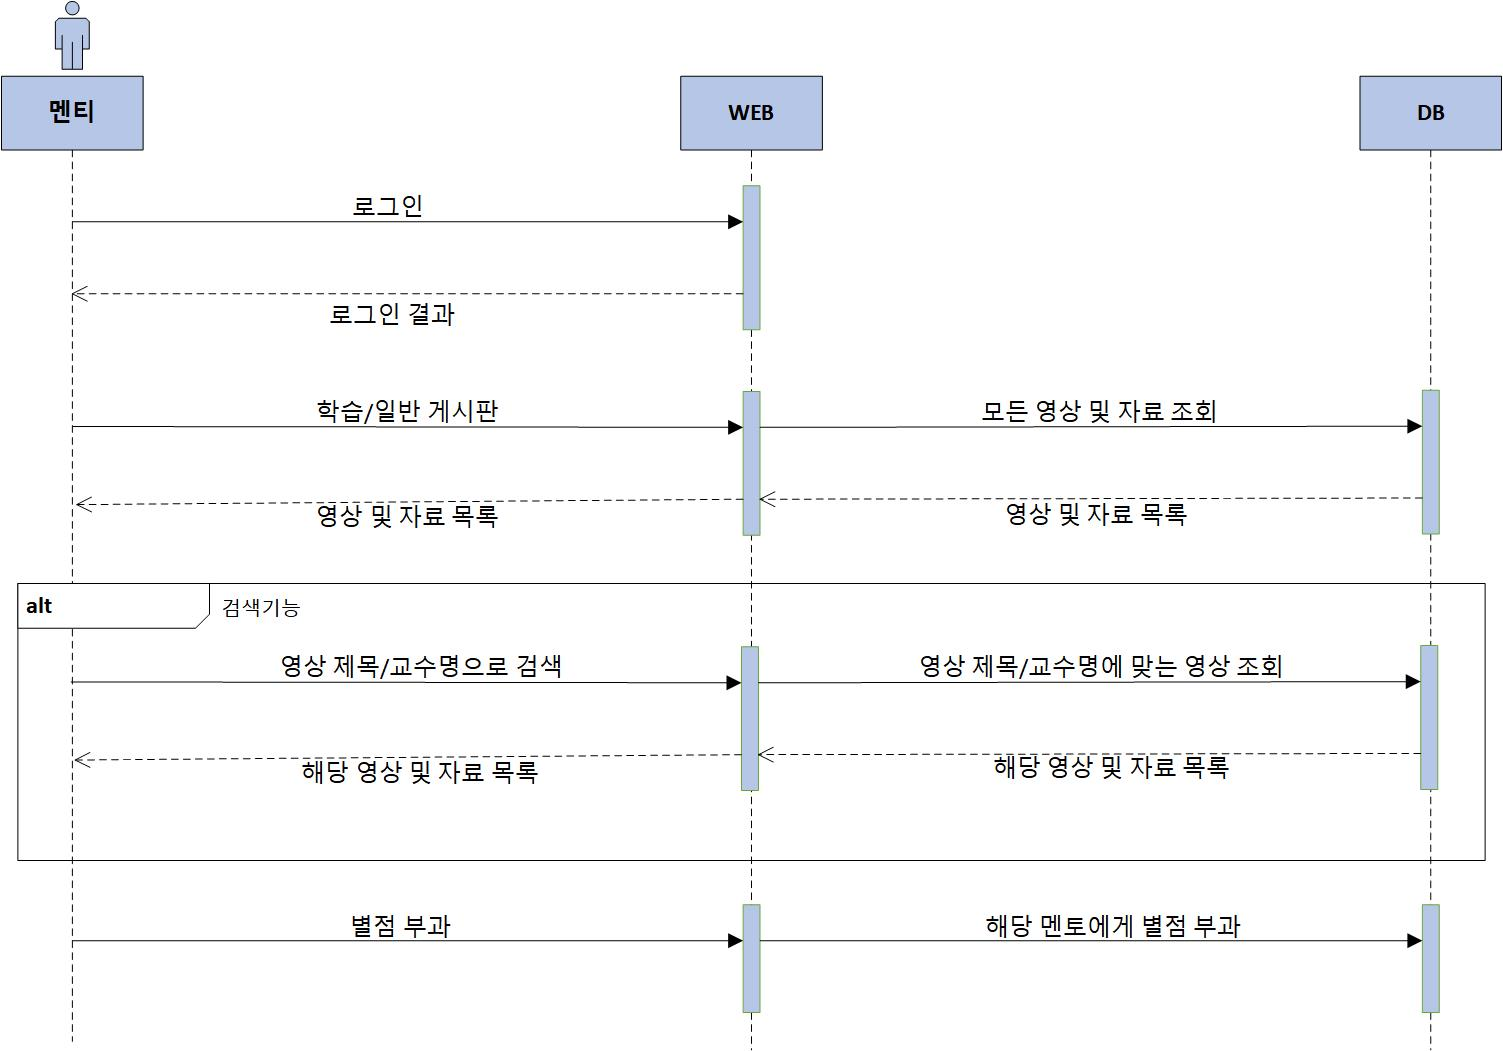 멘티
WEB
DB
로그인
로그인 결과
학습/일반 게시판
모든 영상 및 자료 조회
영상 및 자료 목록
영상 및 자료 목록
alt
검색기능
영상 제목/교수명으로 검색
영상 제목/교수명에 맞는 영상 조회
해당 영상 및 자료 목록
해당 영상 및 자료 목록
별점 부과
해당 멘토에게 별점 부과